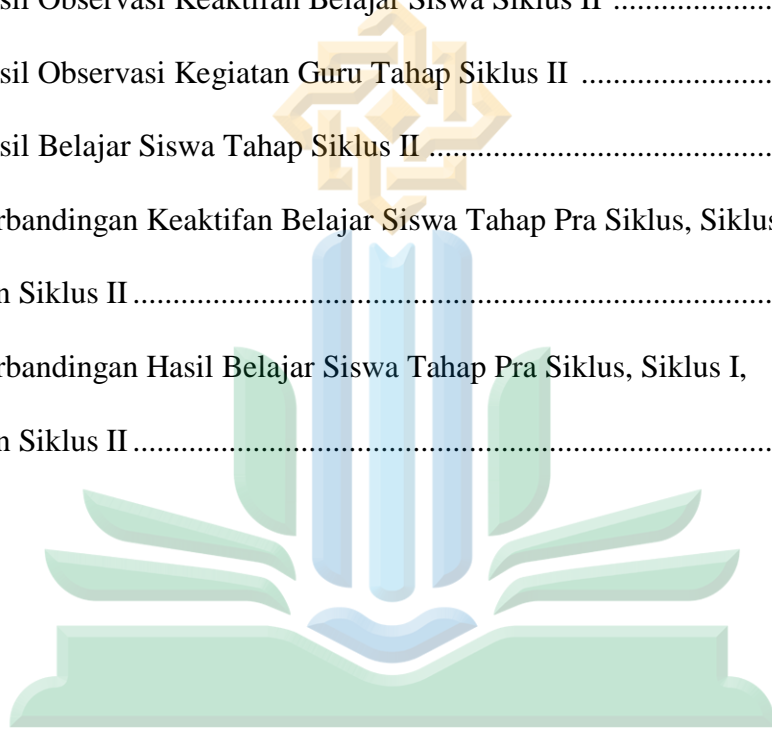 sil Observasi Keaktifan Belajar Siswa Siklus II ....................
sil Observasi Kegiatan Guru Tahap Siklus II ........................
sil Belajar Siswa Tahap Siklus II ...........................................
rbandingan Keaktifan Belajar Siswa Tahap Pra Siklus, Siklus
n Siklus II ................................................................................
rbandingan Hasil Belajar Siswa Tahap Pra Siklus, Siklus I,
n Siklus II ................................................................................